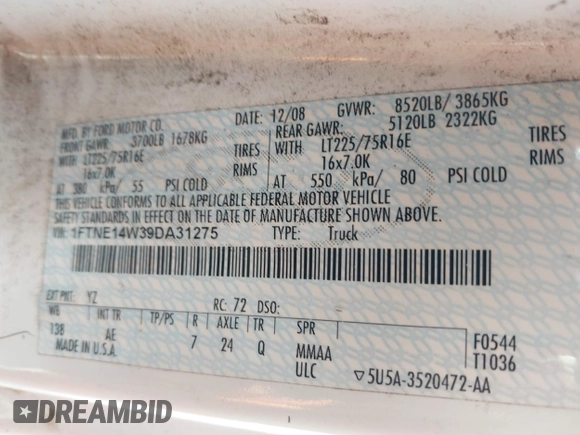 MFD. BY FORD MOTOR CO.
DATE: 12/08 GVWR: 8520LB/ 3865KG
FRONT GAWR: 3700LB 1678KG
REAR GAWR: 5120LB 2322KG
WITH LT225/75R16E TIRES
WITH LT225/75R16E TIRES
16x7.0K RIMS
16x7.0K RIMS
AT 380 kPa/ 55 PSI COLD
AT 550 kPa/ 80 PSI COLD
THIS VEHICLE CONFORMS TO ALL APPLICABLE FEDERAL MOTOR VEHICLE
SAFETY STANDARDS IN EFFECT ON THE DATE OF MANUFACTURE SHOWN ABOVE.
VIN: 1FTNE14W39DA31275 TYPE: Truck
EXT PNT: YZ RC: 72 DSO:
WB INT TR TP/PS R AXLE TR SPR
138 AE 7 24 Q MMAA
F0544
T1036
MADE IN U.S.A. ULC ▽5U5A-3520472-AA
DREAMBID